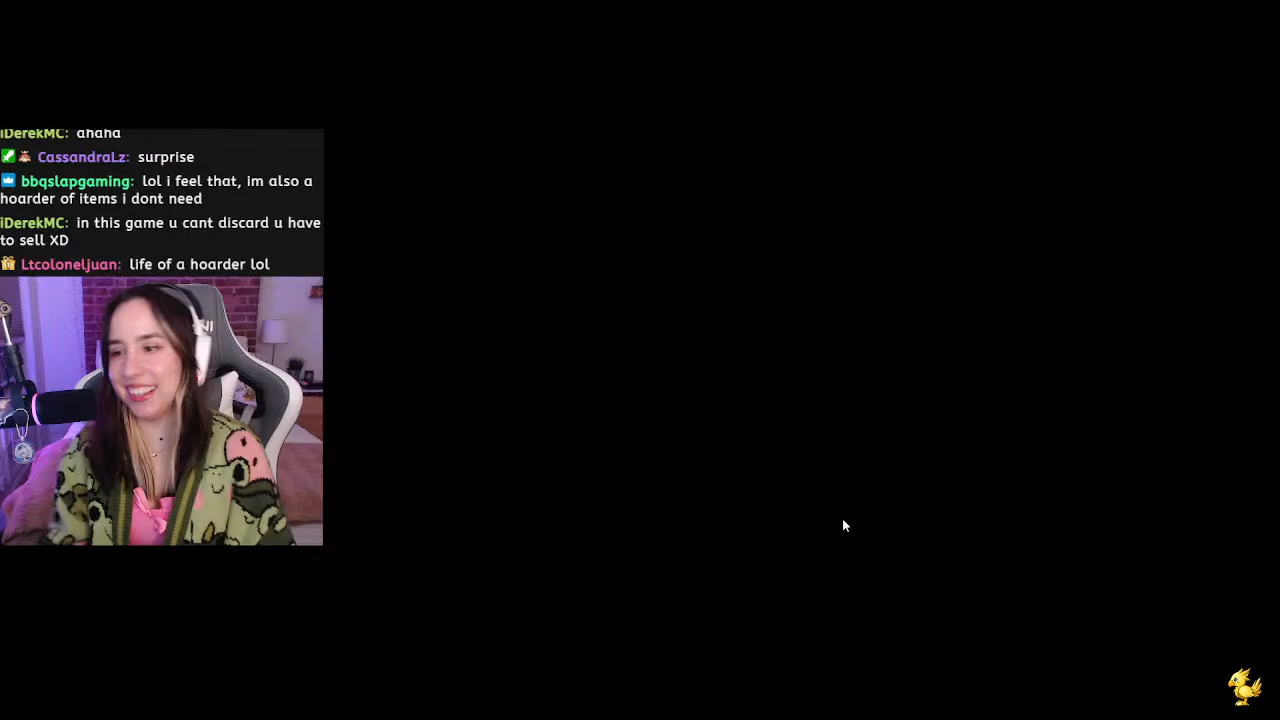 iDerekMC: ahaha
CassandraLz: surprise
bbqslapgaming: lol i feel that, im also a
hoarder of items i dont need
iDerekMC: in this game u cant discard u have
to sell XD
Ltcoloneljuan: life of a hoarder lol
NI